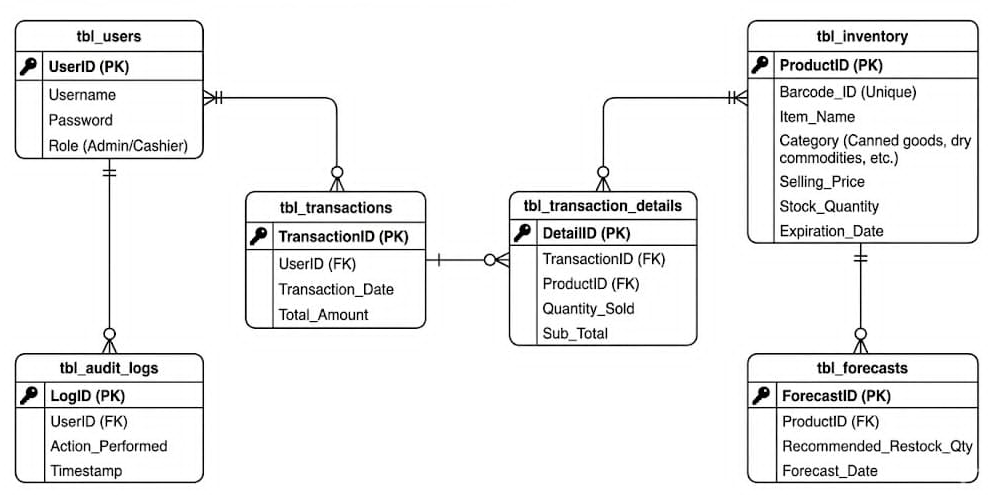 tbl_users
UserID (PK)
Username
Password
Role (Admin/Cashier)
tbl_inventory
ProductID (PK)
Barcode_ID (Unique)
Item_Name
Category (Canned goods, dry
commodities, etc.)
Selling_Price
Stock_Quantity
Expiration_Date
tbl_transactions
TransactionID (PK)
UserID (FK)
Transaction_Date
Total_Amount
tbl_transaction_details
DetailID (PK)
TransactionID (FK)
ProductID (FK)
Quantity_Sold
Sub_Total
tbl_audit_logs
LogID (PK)
UserID (FK)
Action_Performed
Timestamp
tbl_forecasts
ForecastID (PK)
ProductID (FK)
Recommended_Restock_Qty
Forecast_Date